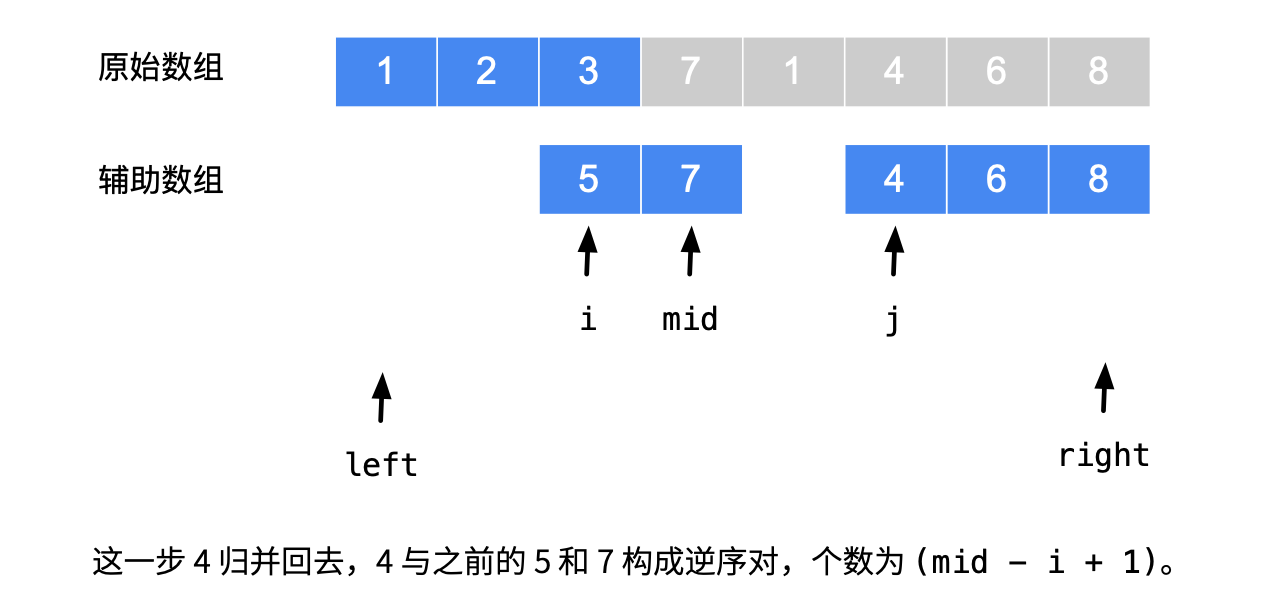 原始数组 1 2 3 7 1 4 6 8
辅助数组 5 7 4 6 8
i mid j
left right
这一步 4 归并回去，4 与之前的 5 和 7 构成逆序对，个数为 (mid - i + 1)。